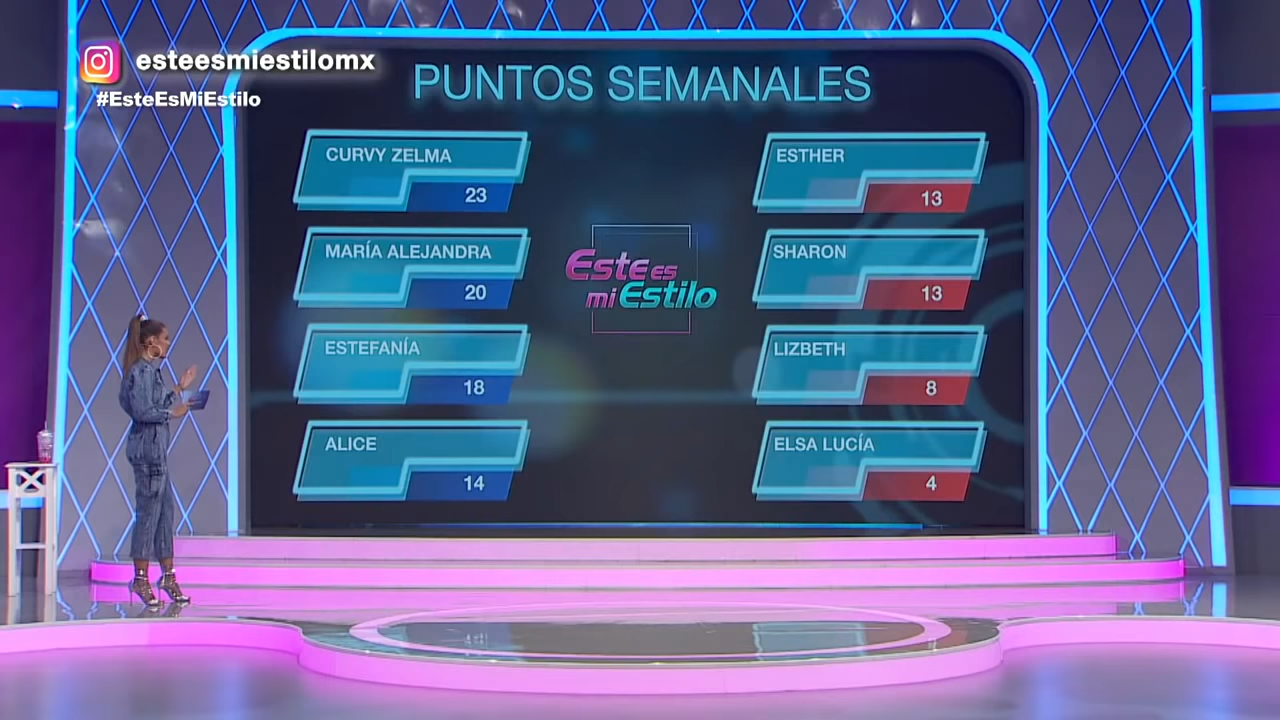 esteesmiestilomx
#EsteEsMiEstilo
PUNTOS SEMANALES
CURVY ZELMA
23
MARÍA ALEJANDRA
20
ESTEFANÍA
18
ALICE
14
Este es
mi Estilo
ESTHER
13
SHARON
13
LIZBETH
8
ELSA LUCÍA
4